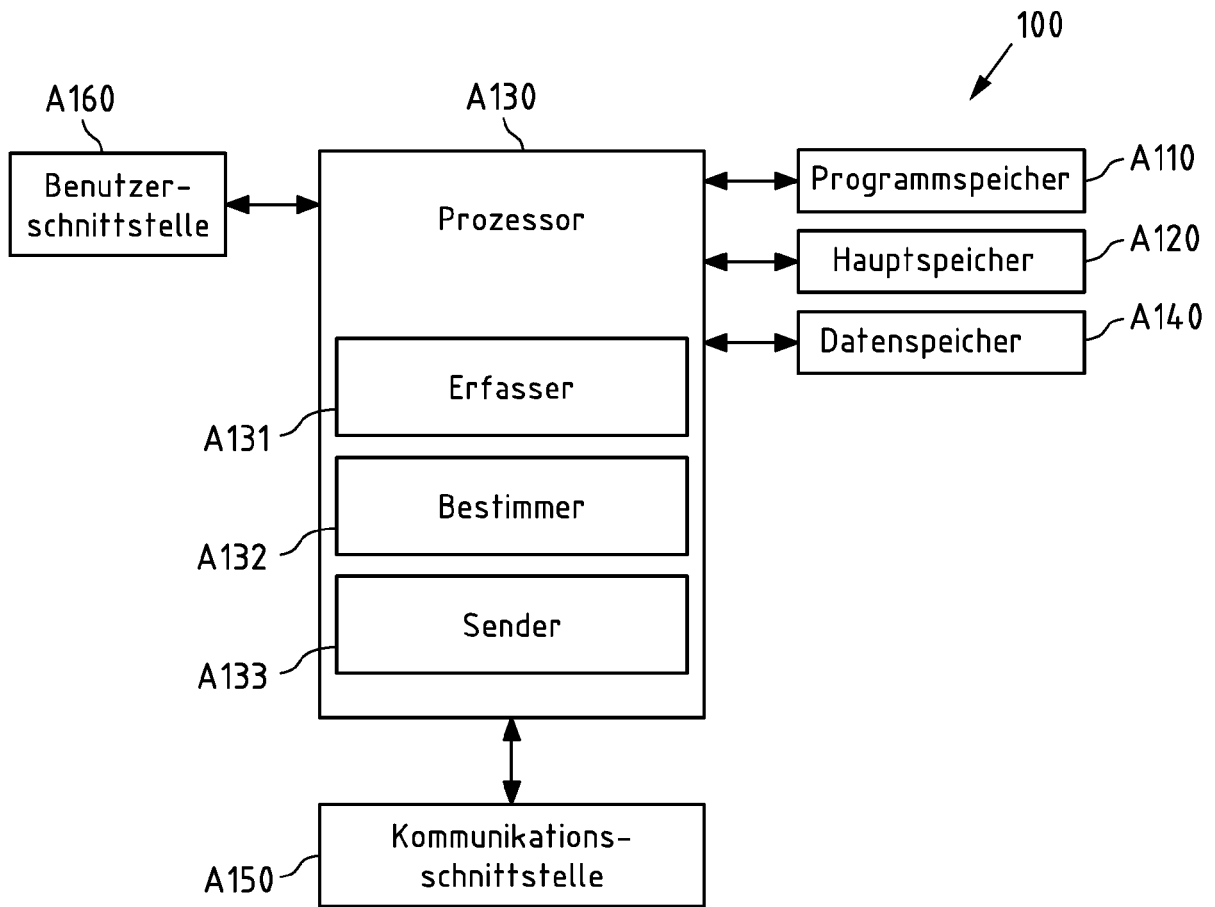 100
A160
A130
Benutzer-
schnittstelle
Prozessor
Programmspeicher
A110
Hauptspeicher
A120
Datenspeicher
A140
Erfasser
A131
Bestimmer
A132
Sender
A133
Kommunikations-
schnittstelle
A150